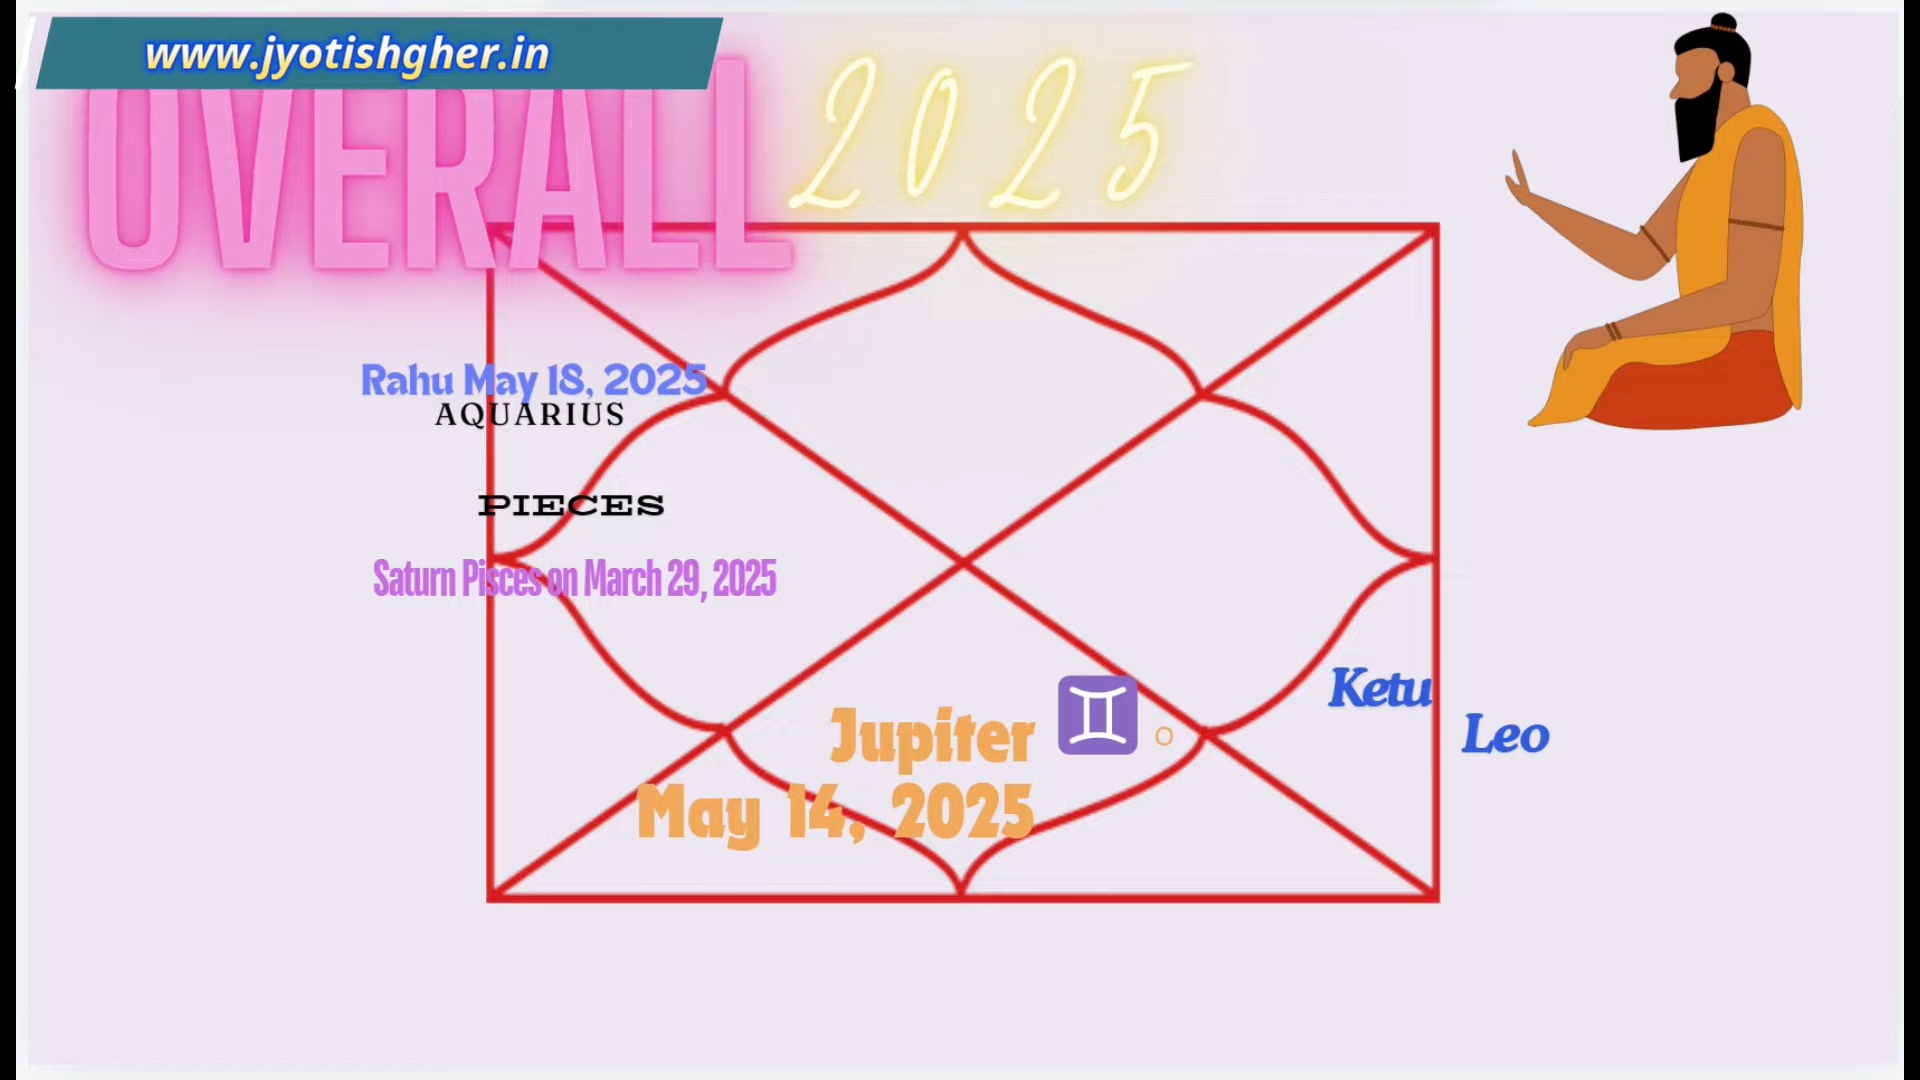 www.jyotishgher.in
OVERALL 2025
Rahu May 18, 2025
AQUARIUS
PIECES
Saturn Pisces on March 29, 2025
Ketu
Leo
Jupiter ♊ o
May 14, 2025